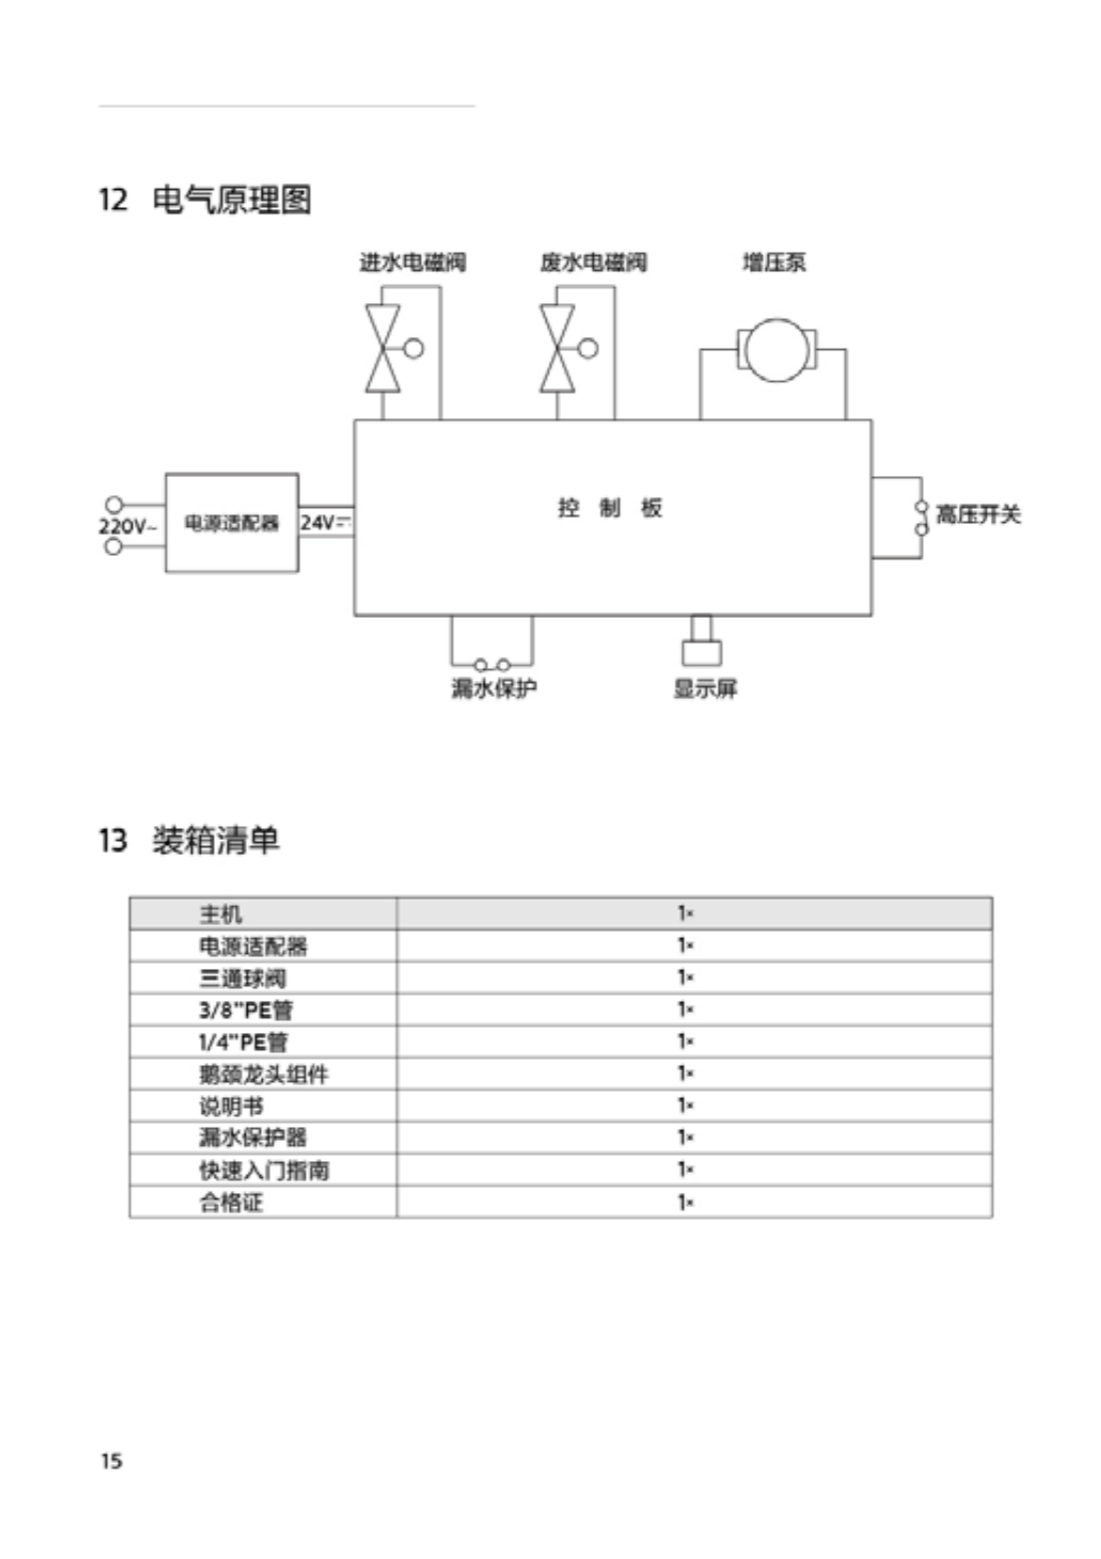 12 电气原理图
进水电磁阀 废水电磁阀 增压泵
控 制 板
220V~ 电源适配器 24V⎓ 高压开关
漏水保护 显示屏
13 装箱清单
主机 1×
电源适配器 1×
三通球阀 1×
3/8"PE管 1×
1/4"PE管 1×
鹅颈龙头组件 1×
说明书 1×
漏水保护器 1×
快速入门指南 1×
合格证 1×
15